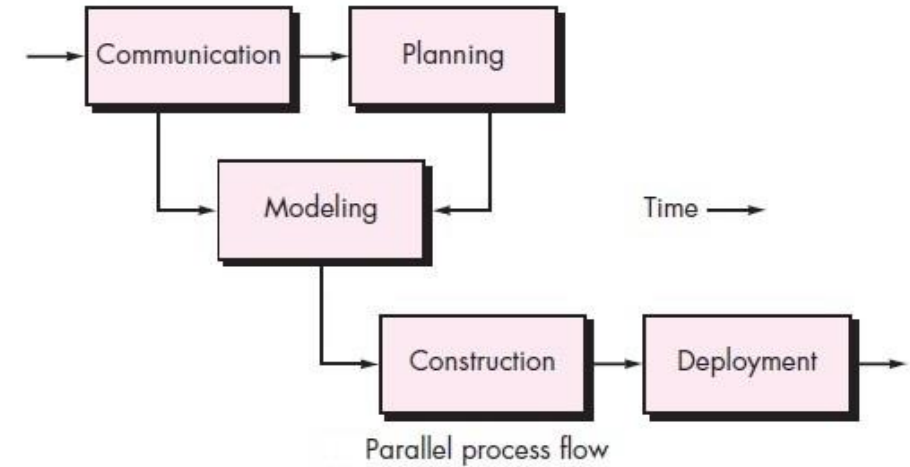 Communication
Planning
Modeling
Time
Construction
Deployment
Parallel process flow